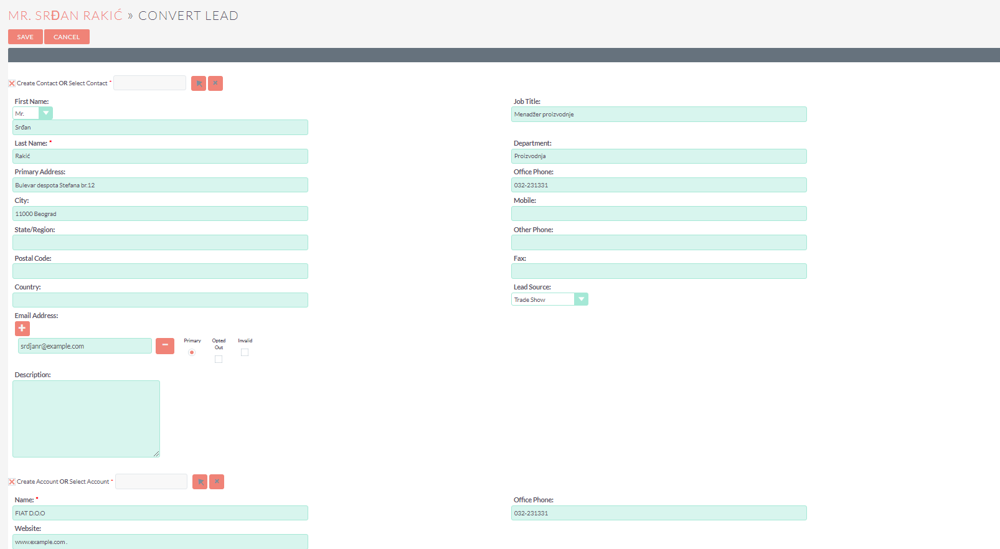 MR. SRĐAN RAKIĆ » CONVERT LEAD
SAVE CANCEL
Create Contact OR Select Contact *
First Name:
Job Title:
Mr.
Menadžer proizvodnje
Srđan
Last Name: *
Department:
Rakić
Proizvodnja
Primary Address:
Office Phone:
Bulevar despota Stefana br.12
032-231331
City:
Mobile:
11000 Beograd
State/Region:
Other Phone:
Postal Code:
Fax:
Country:
Lead Source:
Trade Show
Email Address:
srdjanr@example.com
Primary
Opted Out
Invalid
Description:
Create Account OR Select Account *
Name: *
Office Phone:
FIAT D.O.O
032-231331
Website:
www.example.com .